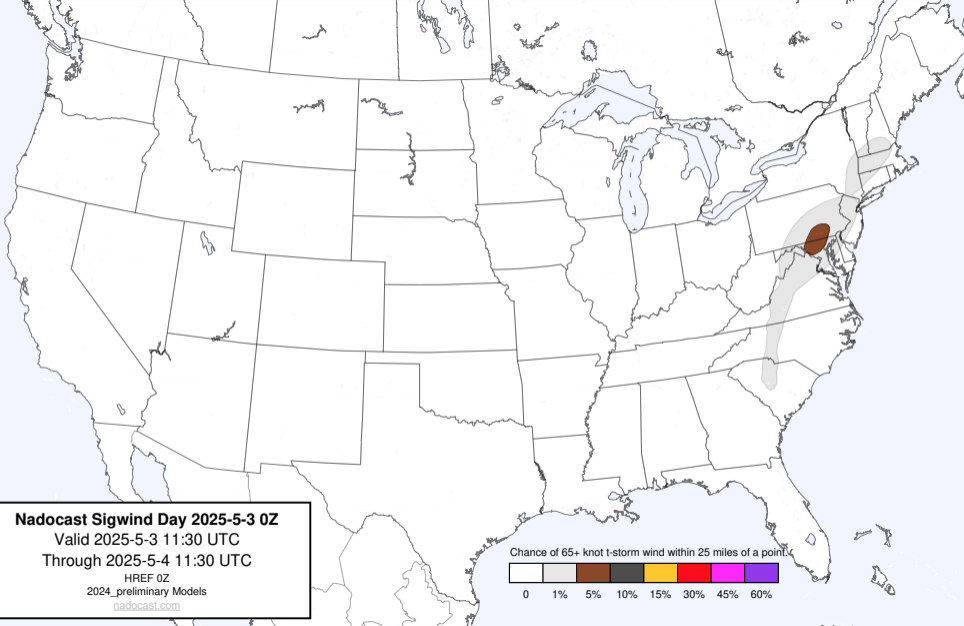 Nadocast Sigwind Day 2025-5-3 0Z
Valid 2025-5-3 11:30 UTC
Through 2025-5-4 11:30 UTC
HREF 0Z
2024_preliminary Models
nadocast.com
Chance of 65+ knot t-storm wind within 25 miles of a point.
0 1% 5% 10% 15% 30% 45% 60%